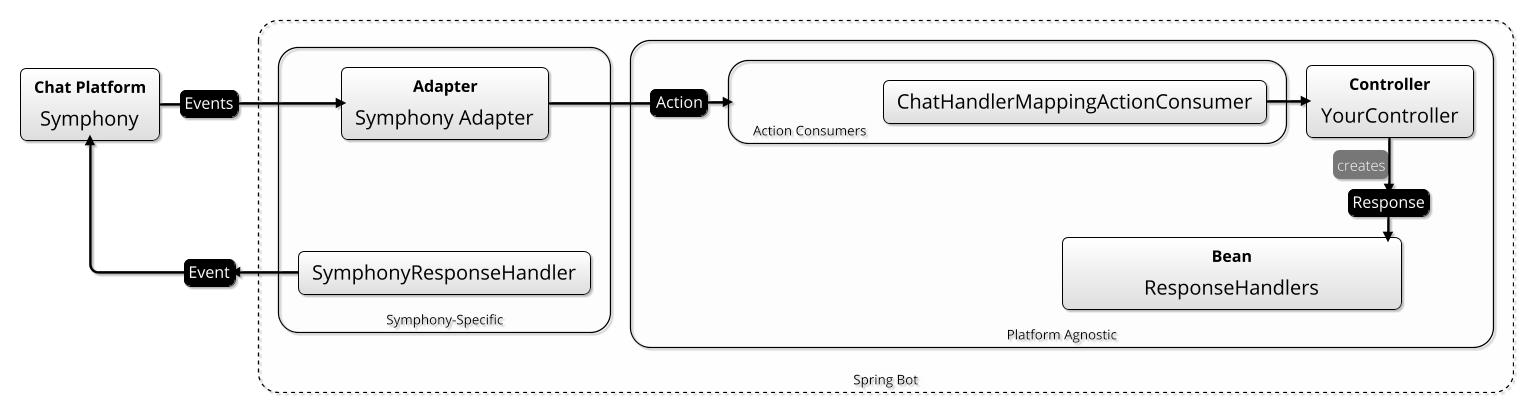 Chat Platform
Symphony
Events
Adapter
Symphony Adapter
Action
ChatHandlerMappingActionConsumer
Action Consumers
Controller
YourController
creates
Response
Bean
ResponseHandlers
Event
SymphonyResponseHandler
Symphony-Specific
Platform Agnostic
Spring Bot